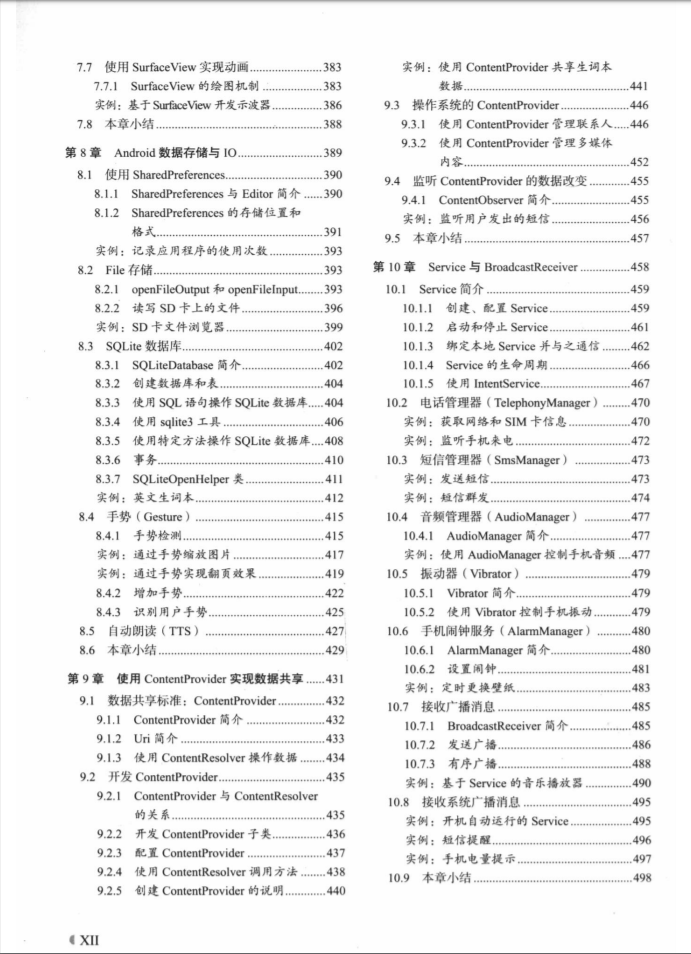 7.7 使用 SurfaceView 实现动画......................383
7.7.1 SurfaceView 的绘图机制..................383
实例：基于 SurfaceView 开发示波器...............386
7.8 本章小结..........................................388
第 8 章 Android 数据存储与 IO.....................389
8.1 使用 SharedPreferences........................390
8.1.1 SharedPreferences 与 Editor 简介......390
8.1.2 SharedPreferences 的存储位置和
格式.............................................391
实例：记录应用程序的使用次数................393
8.2 File 存储..........................................393
8.2.1 openFileOutput 和 openFileInput........393
8.2.2 读写 SD 卡上的文件......................396
实例：SD 卡文件浏览器.........................399
8.3 SQLite 数据库...................................402
8.3.1 SQLiteDatabase 简介......................402
8.3.2 创建数据库和表............................404
8.3.3 使用 SQL 语句操作 SQLite 数据库.....404
8.3.4 使用 sqlite3 工具..........................406
8.3.5 使用特定方法操作 SQLite 数据库....408
8.3.6 事务...........................................410
8.3.7 SQLiteOpenHelper 类.....................411
实例：英文生词本.................................412
8.4 手势（Gesture）.................................415
8.4.1 手势检测.....................................415
实例：通过手势缩放图片.......................417
实例：通过手势实现翻页效果.................419
8.4.2 增加手势.....................................422
8.4.3 识别用户手势...............................425
8.5 自动朗读（TTS）...............................427
8.6 本章小结..........................................429
第 9 章 使用 ContentProvider 实现数据共享......431
9.1 数据共享标准：ContentProvider..............432
9.1.1 ContentProvider 简介.....................432
9.1.2 Uri 简介......................................433
9.1.3 使用 ContentResolver 操作数据........434
9.2 开发 ContentProvider..........................435
9.2.1 ContentProvider 与 ContentResolver
的关系.........................................435
9.2.2 开发 ContentProvider 子类..............436
9.2.3 配置 ContentProvider.....................437
9.2.4 使用 ContentResolver 调用方法........438
9.2.5 创建 ContentProvider 的说明............440
实例：使用 ContentProvider 共享生词本
数据............................................441
9.3 操作系统的 ContentProvider..................446
9.3.1 使用 ContentProvider 管理联系人.....446
9.3.2 使用 ContentProvider 管理多媒体
内容............................................452
9.4 监听 ContentProvider 的数据改变...........455
9.4.1 ContentObserver 简介....................455
实例：监听用户发出的短信....................456
9.5 本章小结..........................................457
第 10 章 Service 与 BroadcastReceiver..............458
10.1 Service 简介....................................459
10.1.1 创建、配置 Service......................459
10.1.2 启动和停止 Service......................461
10.1.3 绑定本地 Service 并与之通信.........462
10.1.4 Service 的生命周期......................466
10.1.5 使用 IntentService........................467
10.2 电话管理器（TelephonyManager）........470
实例：获取网络和 SIM 卡信息.................470
实例：监听手机来电.............................472
10.3 短信管理器（SmsManager）...............473
实例：发送短信...................................473
实例：短信群发...................................474
10.4 音频管理器（AudioManager）.............477
10.4.1 AudioManager 简介.....................477
实例：使用 AudioManager 控制手机音频....477
10.5 振动器（Vibrator）............................479
10.5.1 Vibrator 简介..............................479
10.5.2 使用 Vibrator 控制手机振动..........479
10.6 手机闹钟服务（AlarmManager）..........480
10.6.1 AlarmManager 简介.....................480
10.6.2 设置闹钟...................................481
实例：定时更换壁纸.............................483
10.7 接收广播消息..................................485
10.7.1 BroadcastReceiver 简介................485
10.7.2 发送广播...................................486
10.7.3 有序广播...................................488
实例：基于 Service 的音乐播放器............490
10.8 接收系统广播消息............................495
实例：开机自动运行的 Service................495
实例：短信提醒...................................496
实例：手机电量提示.............................497
10.9 本章小结........................................498
XII